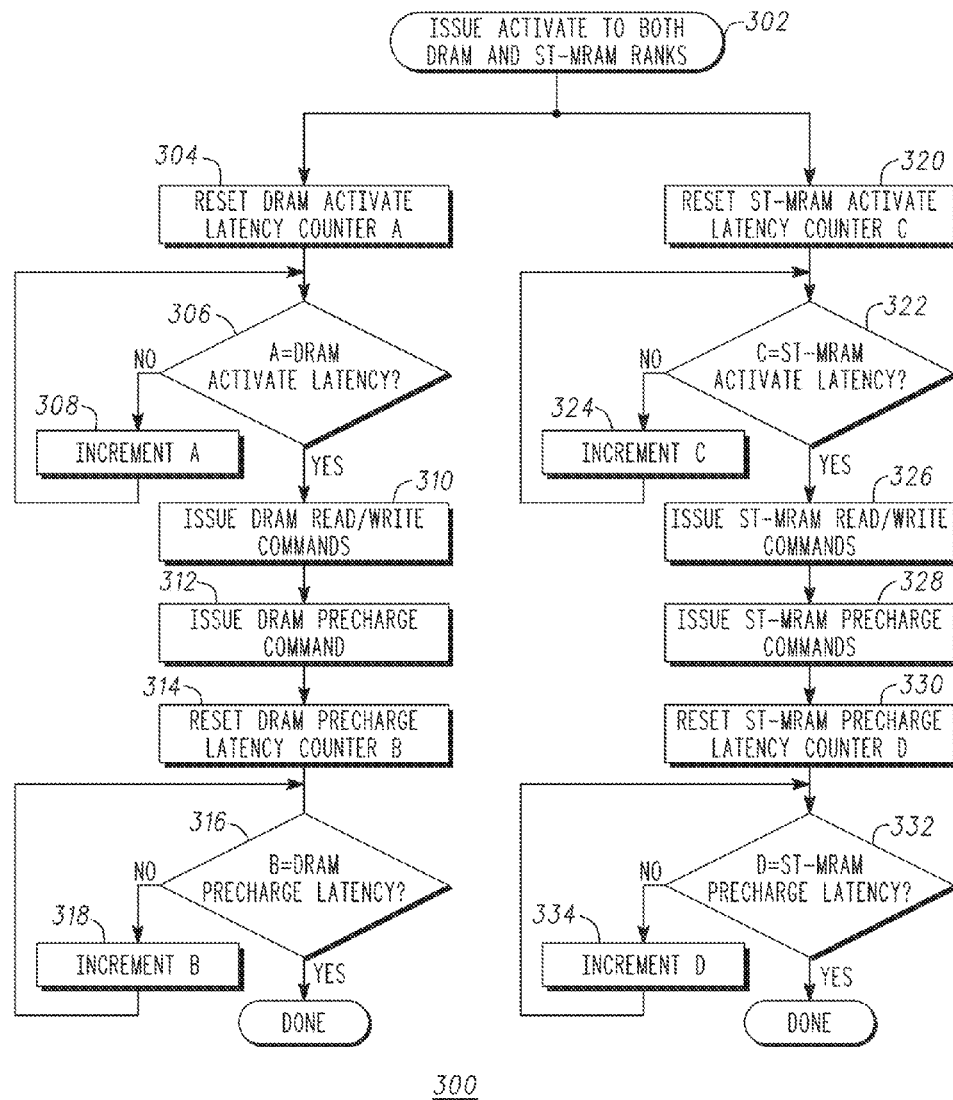 ISSUE ACTIVATE TO BOTH
DRAM AND ST-MRAM RANKS
302
304
RESET DRAM ACTIVATE
LATENCY COUNTER A
306
A=DRAM
ACTIVATE LATENCY?
NO
308
INCREMENT A
YES
310
ISSUE DRAM READ/WRITE
COMMANDS
312
ISSUE DRAM PRECHARGE
COMMAND
314
RESET DRAM PRECHARGE
LATENCY COUNTER B
316
B=DRAM
PRECHARGE LATENCY?
NO
318
INCREMENT B
YES
DONE
320
RESET ST-MRAM ACTIVATE
LATENCY COUNTER C
322
C=ST-MRAM
ACTIVATE LATENCY?
NO
324
INCREMENT C
YES
326
ISSUE ST-MRAM READ/WRITE
COMMANDS
328
ISSUE ST-MRAM PRECHARGE
COMMANDS
330
RESET ST-MRAM PRECHARGE
LATENCY COUNTER D
332
D=ST-MRAM
PRECHARGE LATENCY?
NO
334
INCREMENT D
YES
DONE
300